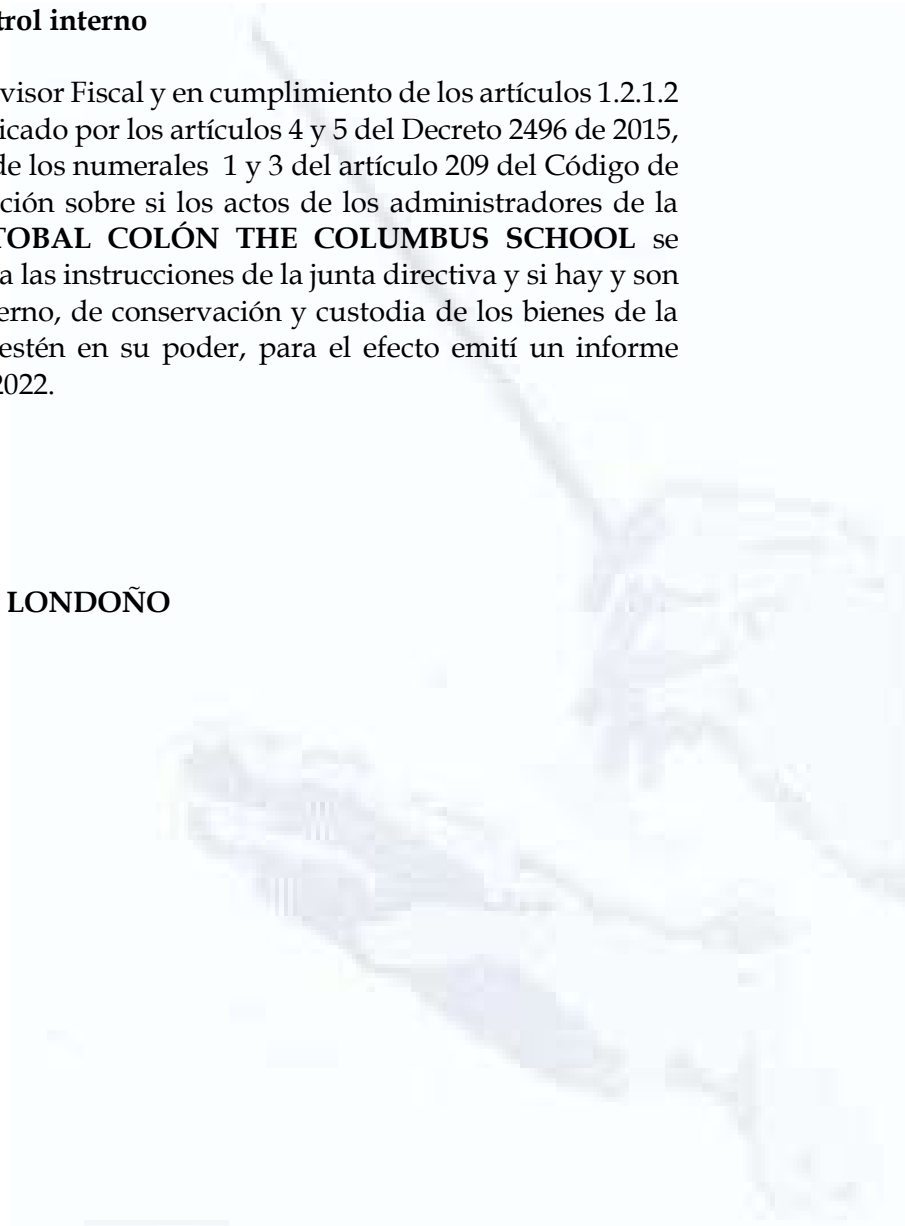 trol interno
visor Fiscal y en cumplimiento de los artículos 1.2.1.2
icado por los artículos 4 y 5 del Decreto 2496 de 2015,
de los numerales 1 y 3 del artículo 209 del Código de
ción sobre si los actos de los administradores de la
TOBAL COLÓN THE COLUMBUS SCHOOL se
a las instrucciones de la junta directiva y si hay y son
erno, de conservación y custodia de los bienes de la
estén en su poder, para el efecto emití un informe
2022.
LONDOÑO